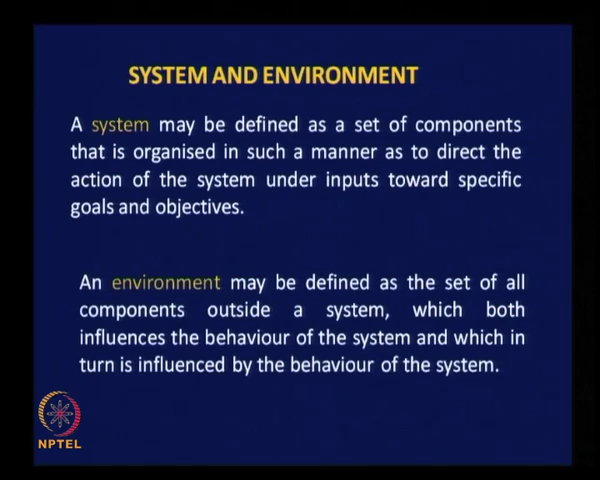 SYSTEM AND ENVIRONMENT
A system may be defined as a set of components
that is organised in such a manner as to direct the
action of the system under inputs toward specific
goals and objectives.
An environment may be defined as the set of all
components outside a system, which both
influences the behaviour of the system and which in
turn is influenced by the behaviour of the system.
NPTEL